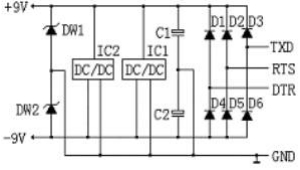 +9V
D1 D2 D3
DW1
C1
IC2 IC1
TXD
DC/DC DC/DC
RTS
DTR
DW2
C2
D4 D5 D6
-9V
GND